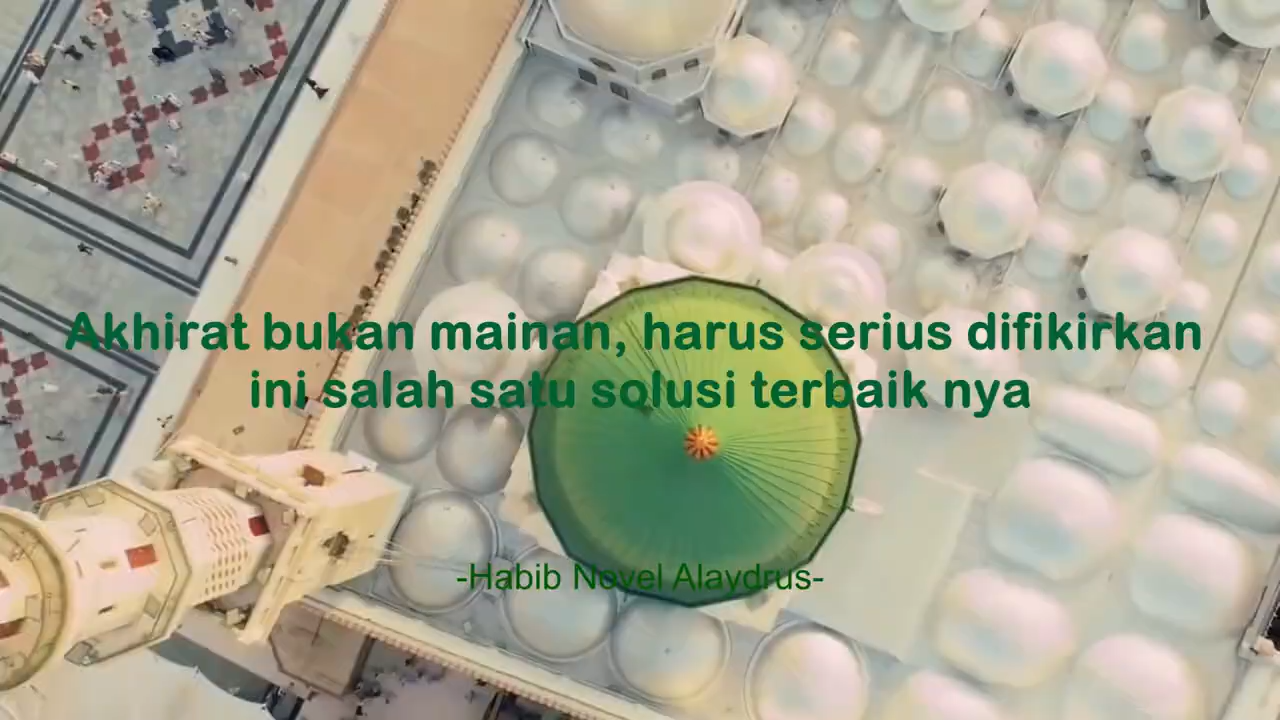 Akhirat bukan mainan, harus serius difikirkan
ini salah satu solusi terbaik nya
-Habib Novel Alaydrus-